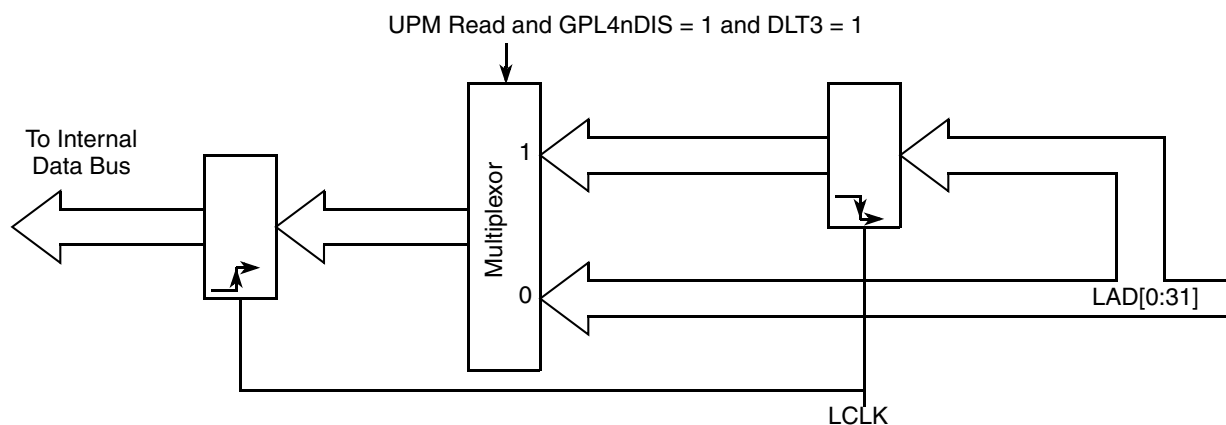 UPM Read and GPL4nDIS = 1 and DLT3 = 1
To Internal
Data Bus
Multiplexor
1
0
LAD[0:31]
LCLK